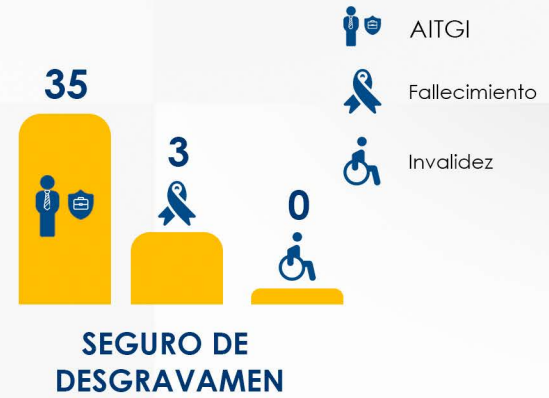 35
3
0
AITGI
Fallecimiento
Invalidez
SEGURO DE
DESGRAVAMEN